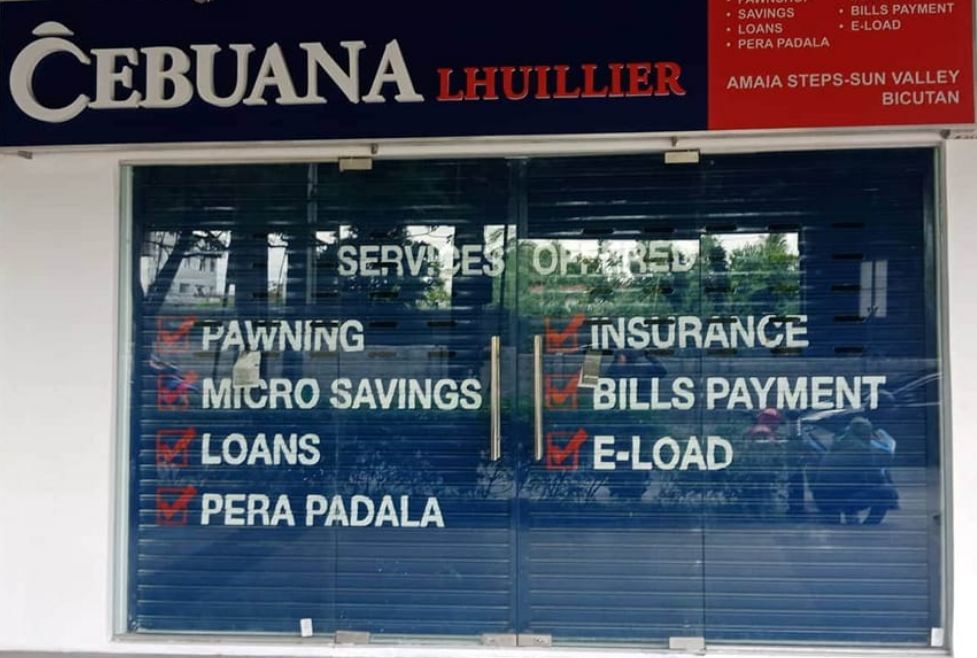 CEBUANA LHUILLIER
• SAVINGS
• LOANS
• PERA PADALA
• BILLS PAYMENT
• E-LOAD
AMAIA STEPS-SUN VALLEY
BICUTAN
SERVICES OFFERED
PAWNING
MICRO SAVINGS
LOANS
PERA PADALA
INSURANCE
BILLS PAYMENT
E-LOAD